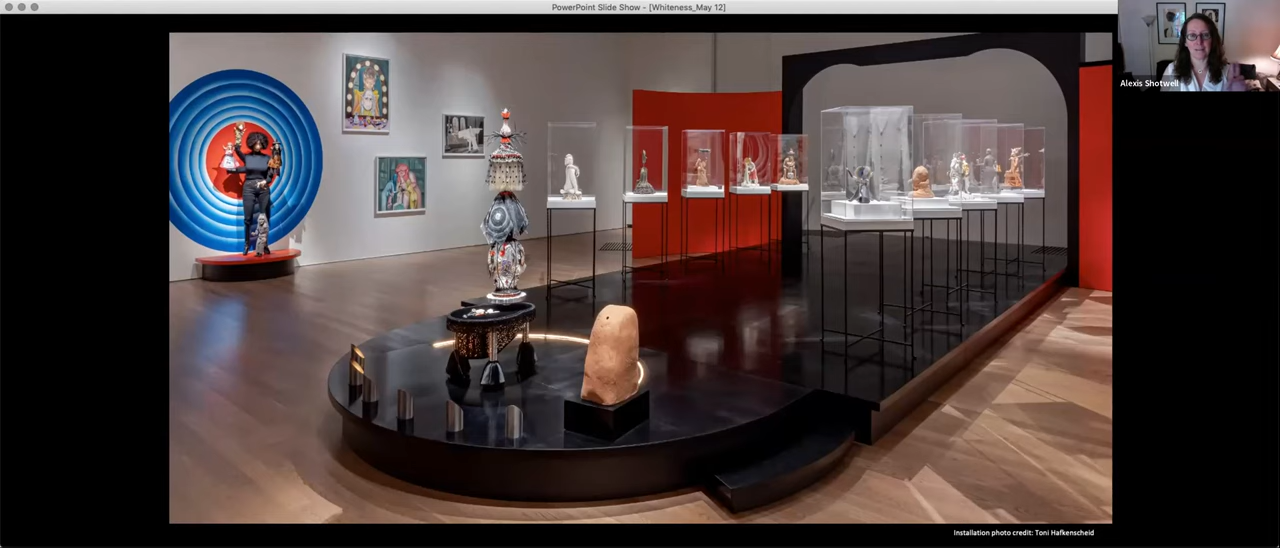 PowerPoint Slide Show - [Whiteness_May 12]
Alexis Shotwell
Installation photo credit: Toni Hafkenscheid